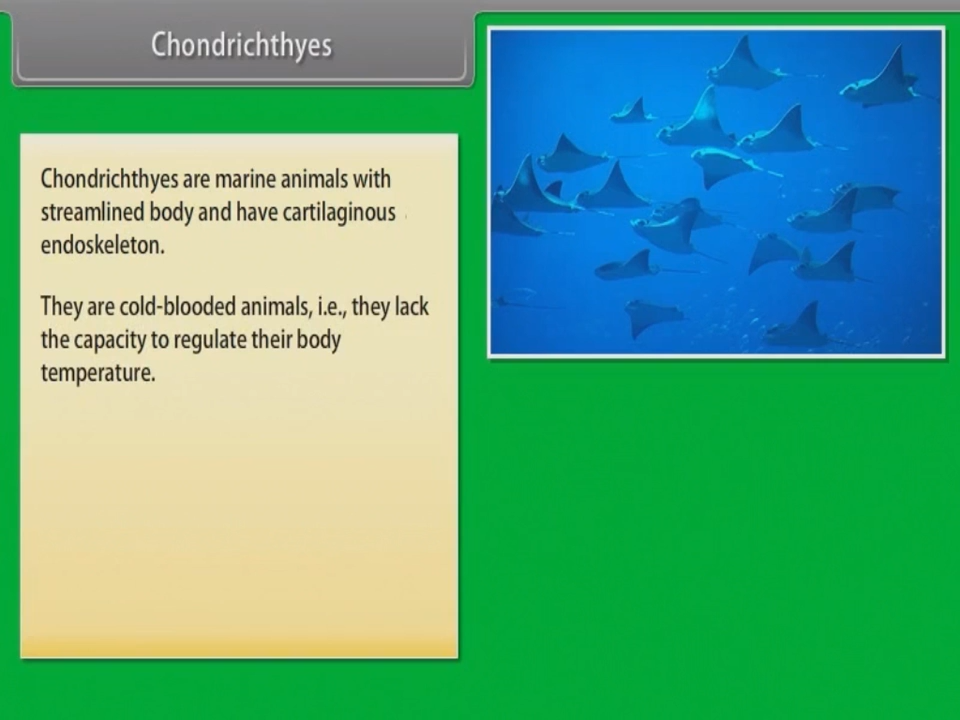 Chondrichthyes
Chondrichthyes are marine animals with
streamlined body and have cartilaginous
endoskeleton.
They are cold-blooded animals, i.e., they lack
the capacity to regulate their body
temperature.